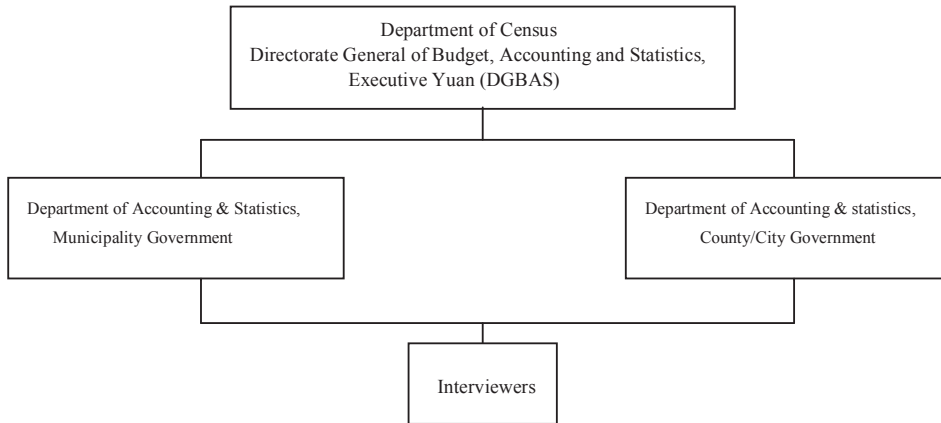 Department of Census
Directorate General of Budget, Accounting and Statistics,
Executive Yuan (DGBAS)
Department of Accounting & Statistics,
Municipality Government
Department of Accounting & statistics,
County/City Government
Interviewers